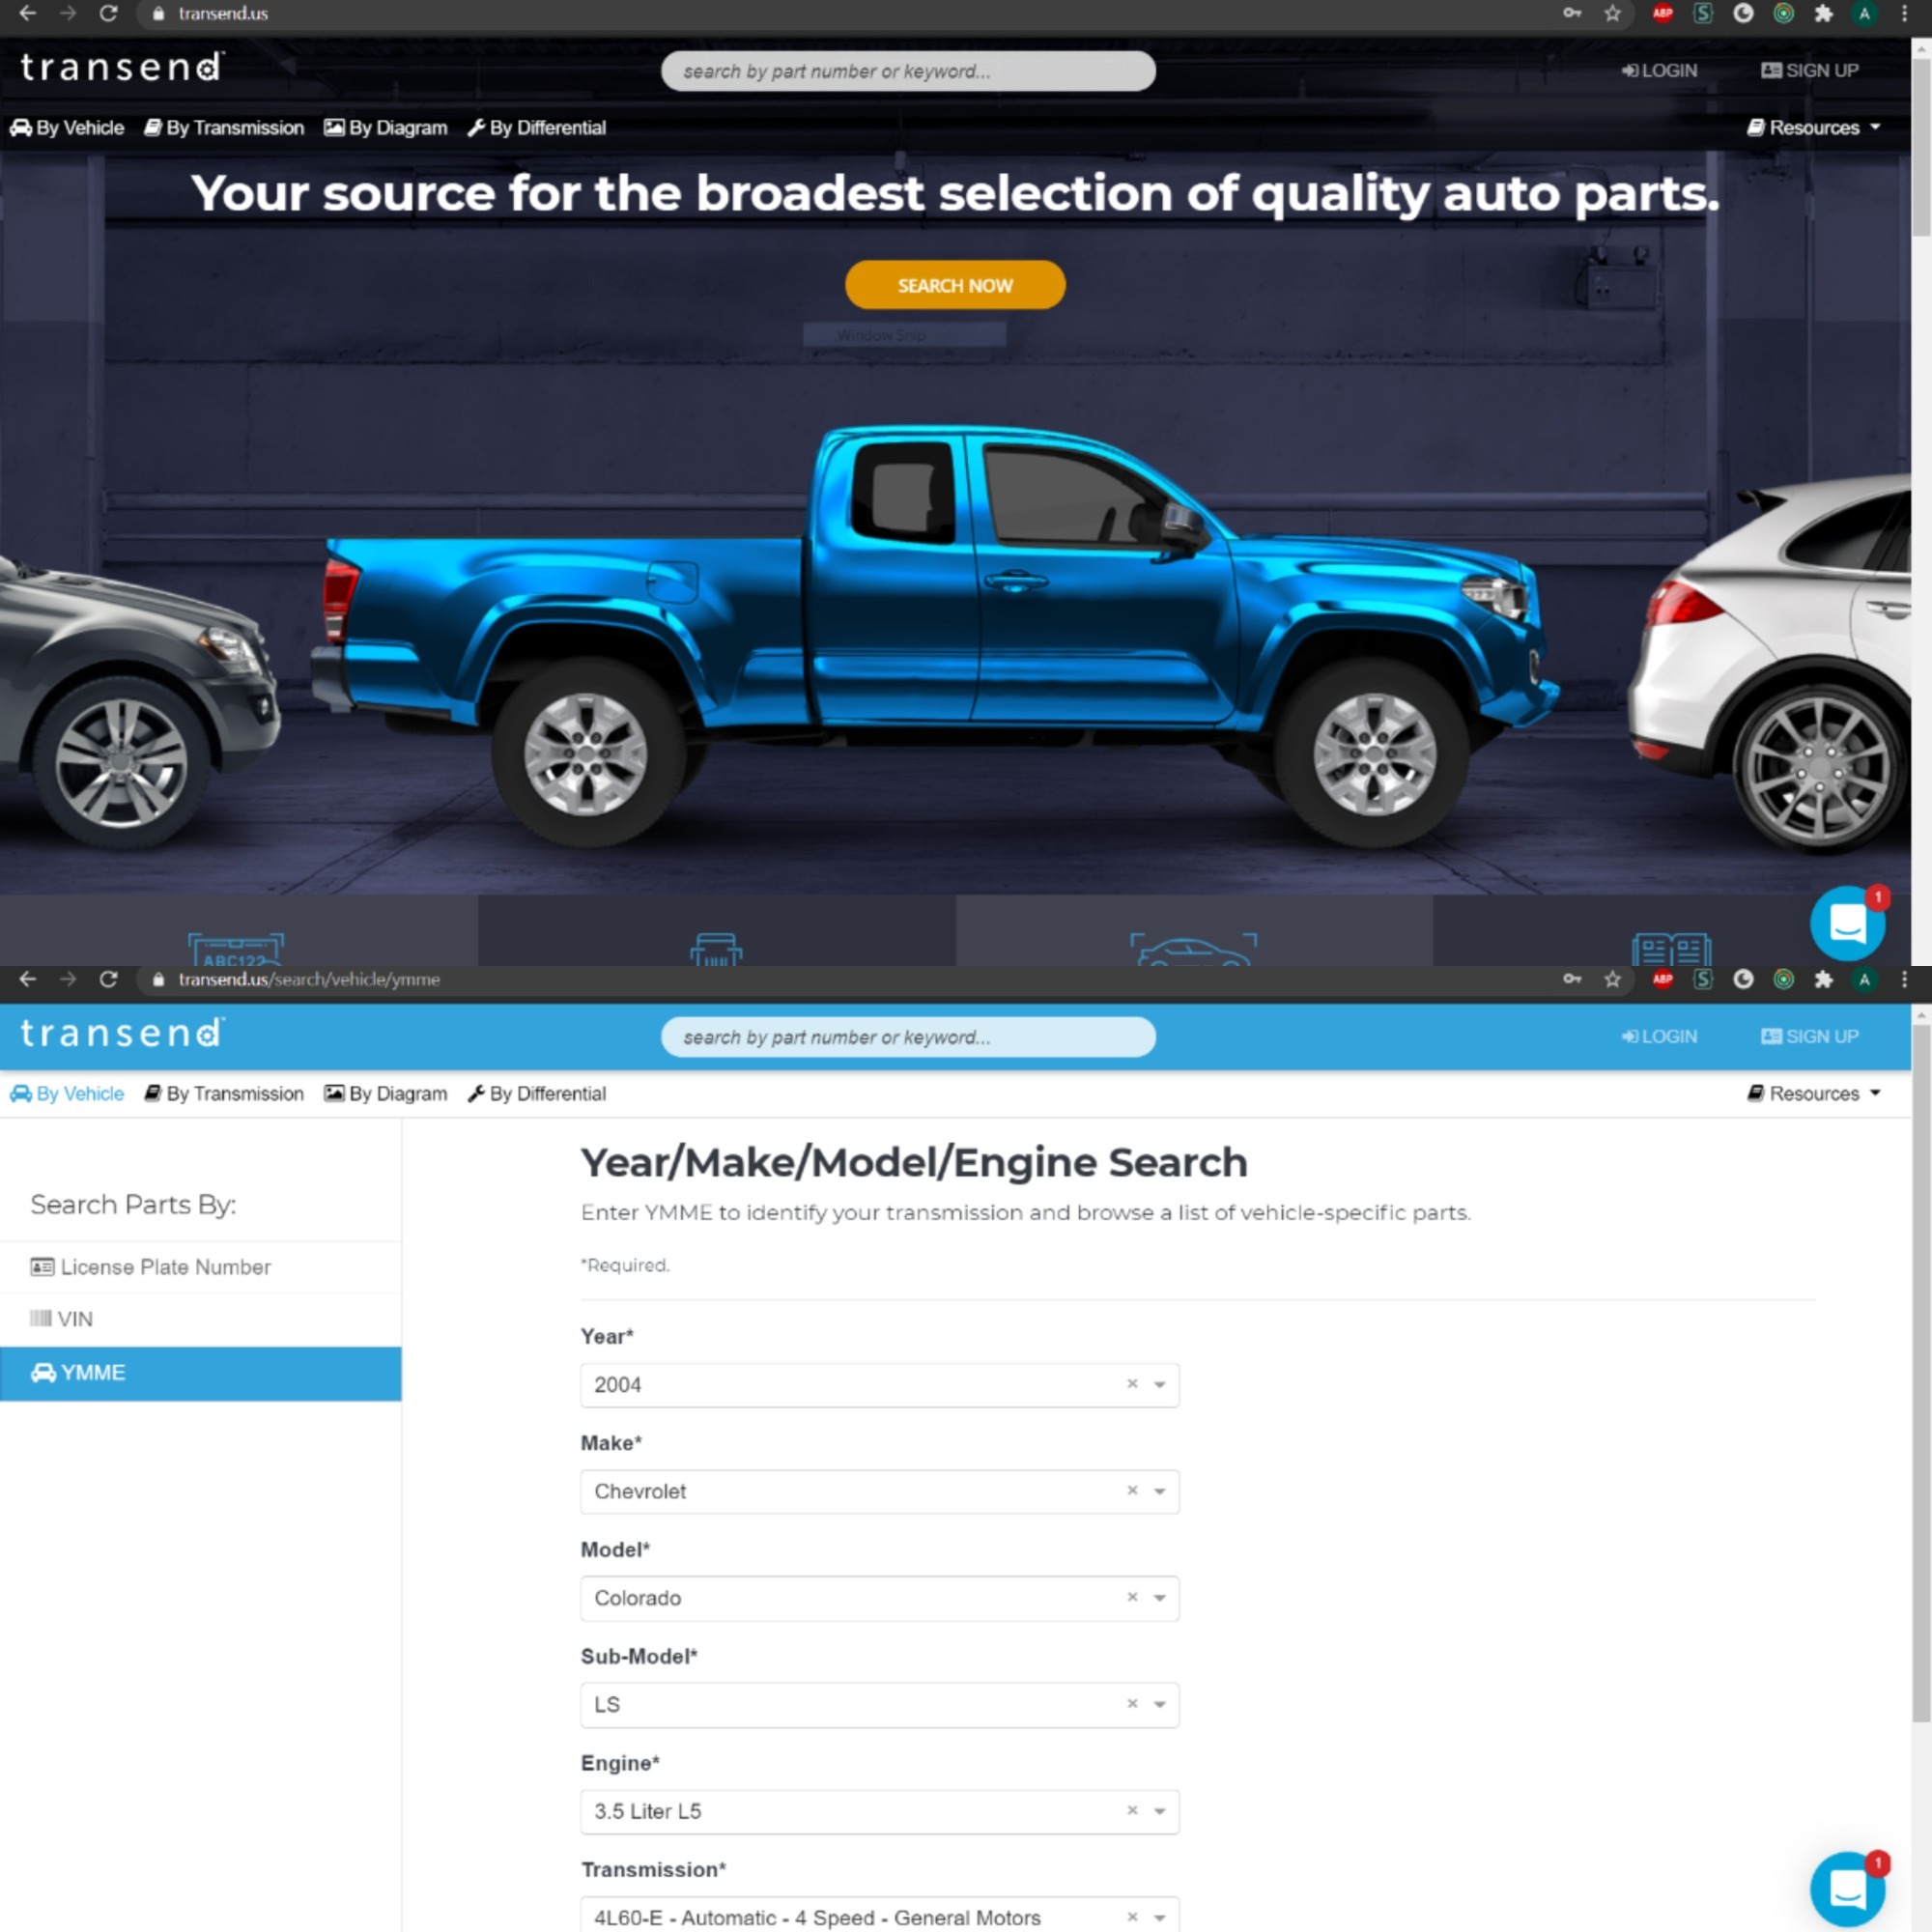 transend.us
ABP
S
A
transend
search by part number or keyword...
LOGIN
SIGN UP
By Vehicle
By Transmission
By Diagram
By Differential
Resources
Your source for the broadest selection of quality auto parts.
SEARCH NOW
Window Snip
1
ABC123
transend.us/search/vehicle/ymme
ABP
S
A
transend
search by part number or keyword...
LOGIN
SIGN UP
By Vehicle
By Transmission
By Diagram
By Differential
Resources
Search Parts By:
License Plate Number
VIN
YMME
Year/Make/Model/Engine Search
Enter YMME to identify your transmission and browse a list of vehicle-specific parts.
*Required.
Year*
2004
Make*
Chevrolet
Model*
Colorado
Sub-Model*
LS
Engine*
3.5 Liter L5
Transmission*
4L60-E - Automatic - 4 Speed - General Motors
1